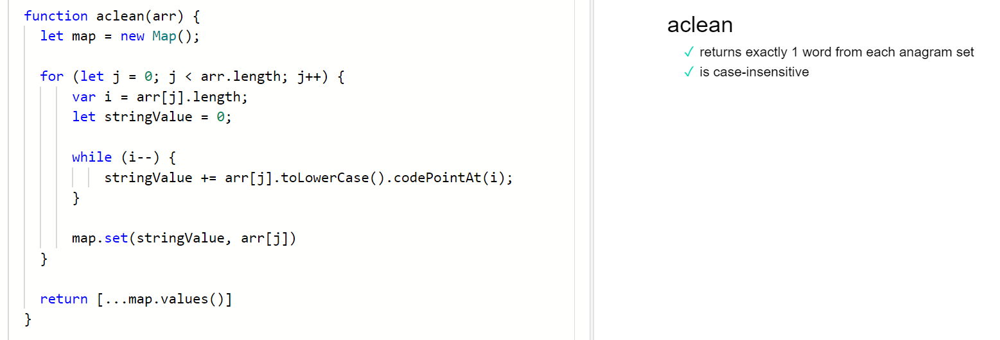 function aclean(arr) {
let map = new Map();
for (let j = 0; j < arr.length; j++) {
var i = arr[j].length;
let stringValue = 0;
while (i--) {
stringValue += arr[j].toLowerCase().codePointAt(i);
}
map.set(stringValue, arr[j])
}
return [...map.values()]
}
aclean
✓ returns exactly 1 word from each anagram set
✓ is case-insensitive